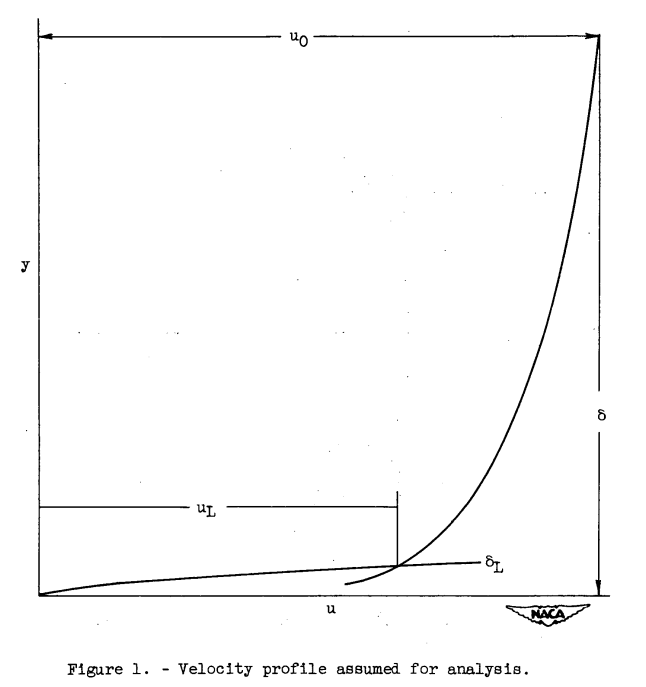 u0
y
δ
uL
δL
u
NACA
Figure 1. - Velocity profile assumed for analysis.